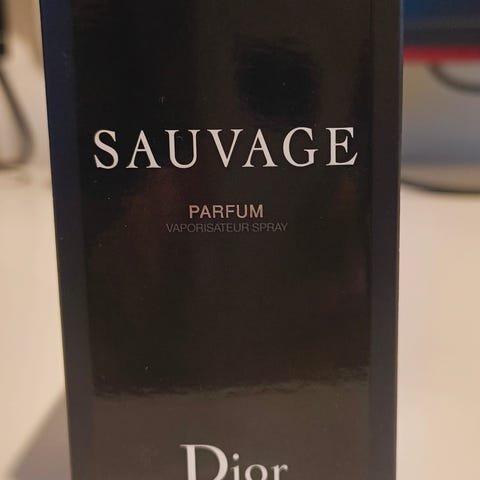 SAUVAGE
PARFUM
VAPORISATEUR SPRAY
Dior